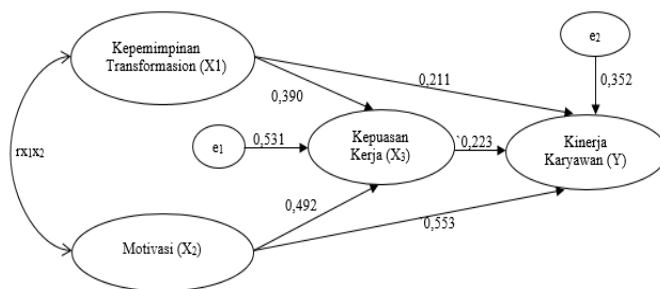 Kepemimpinan
Transformasion (X1)
e2
0,211
0,352
0,390
rx1x2
e1
0,531
Kepuasan
Kerja (X3)
`0,223
Kinerja
Karyawan (Y)
0,492
0,553
Motivasi (X2)